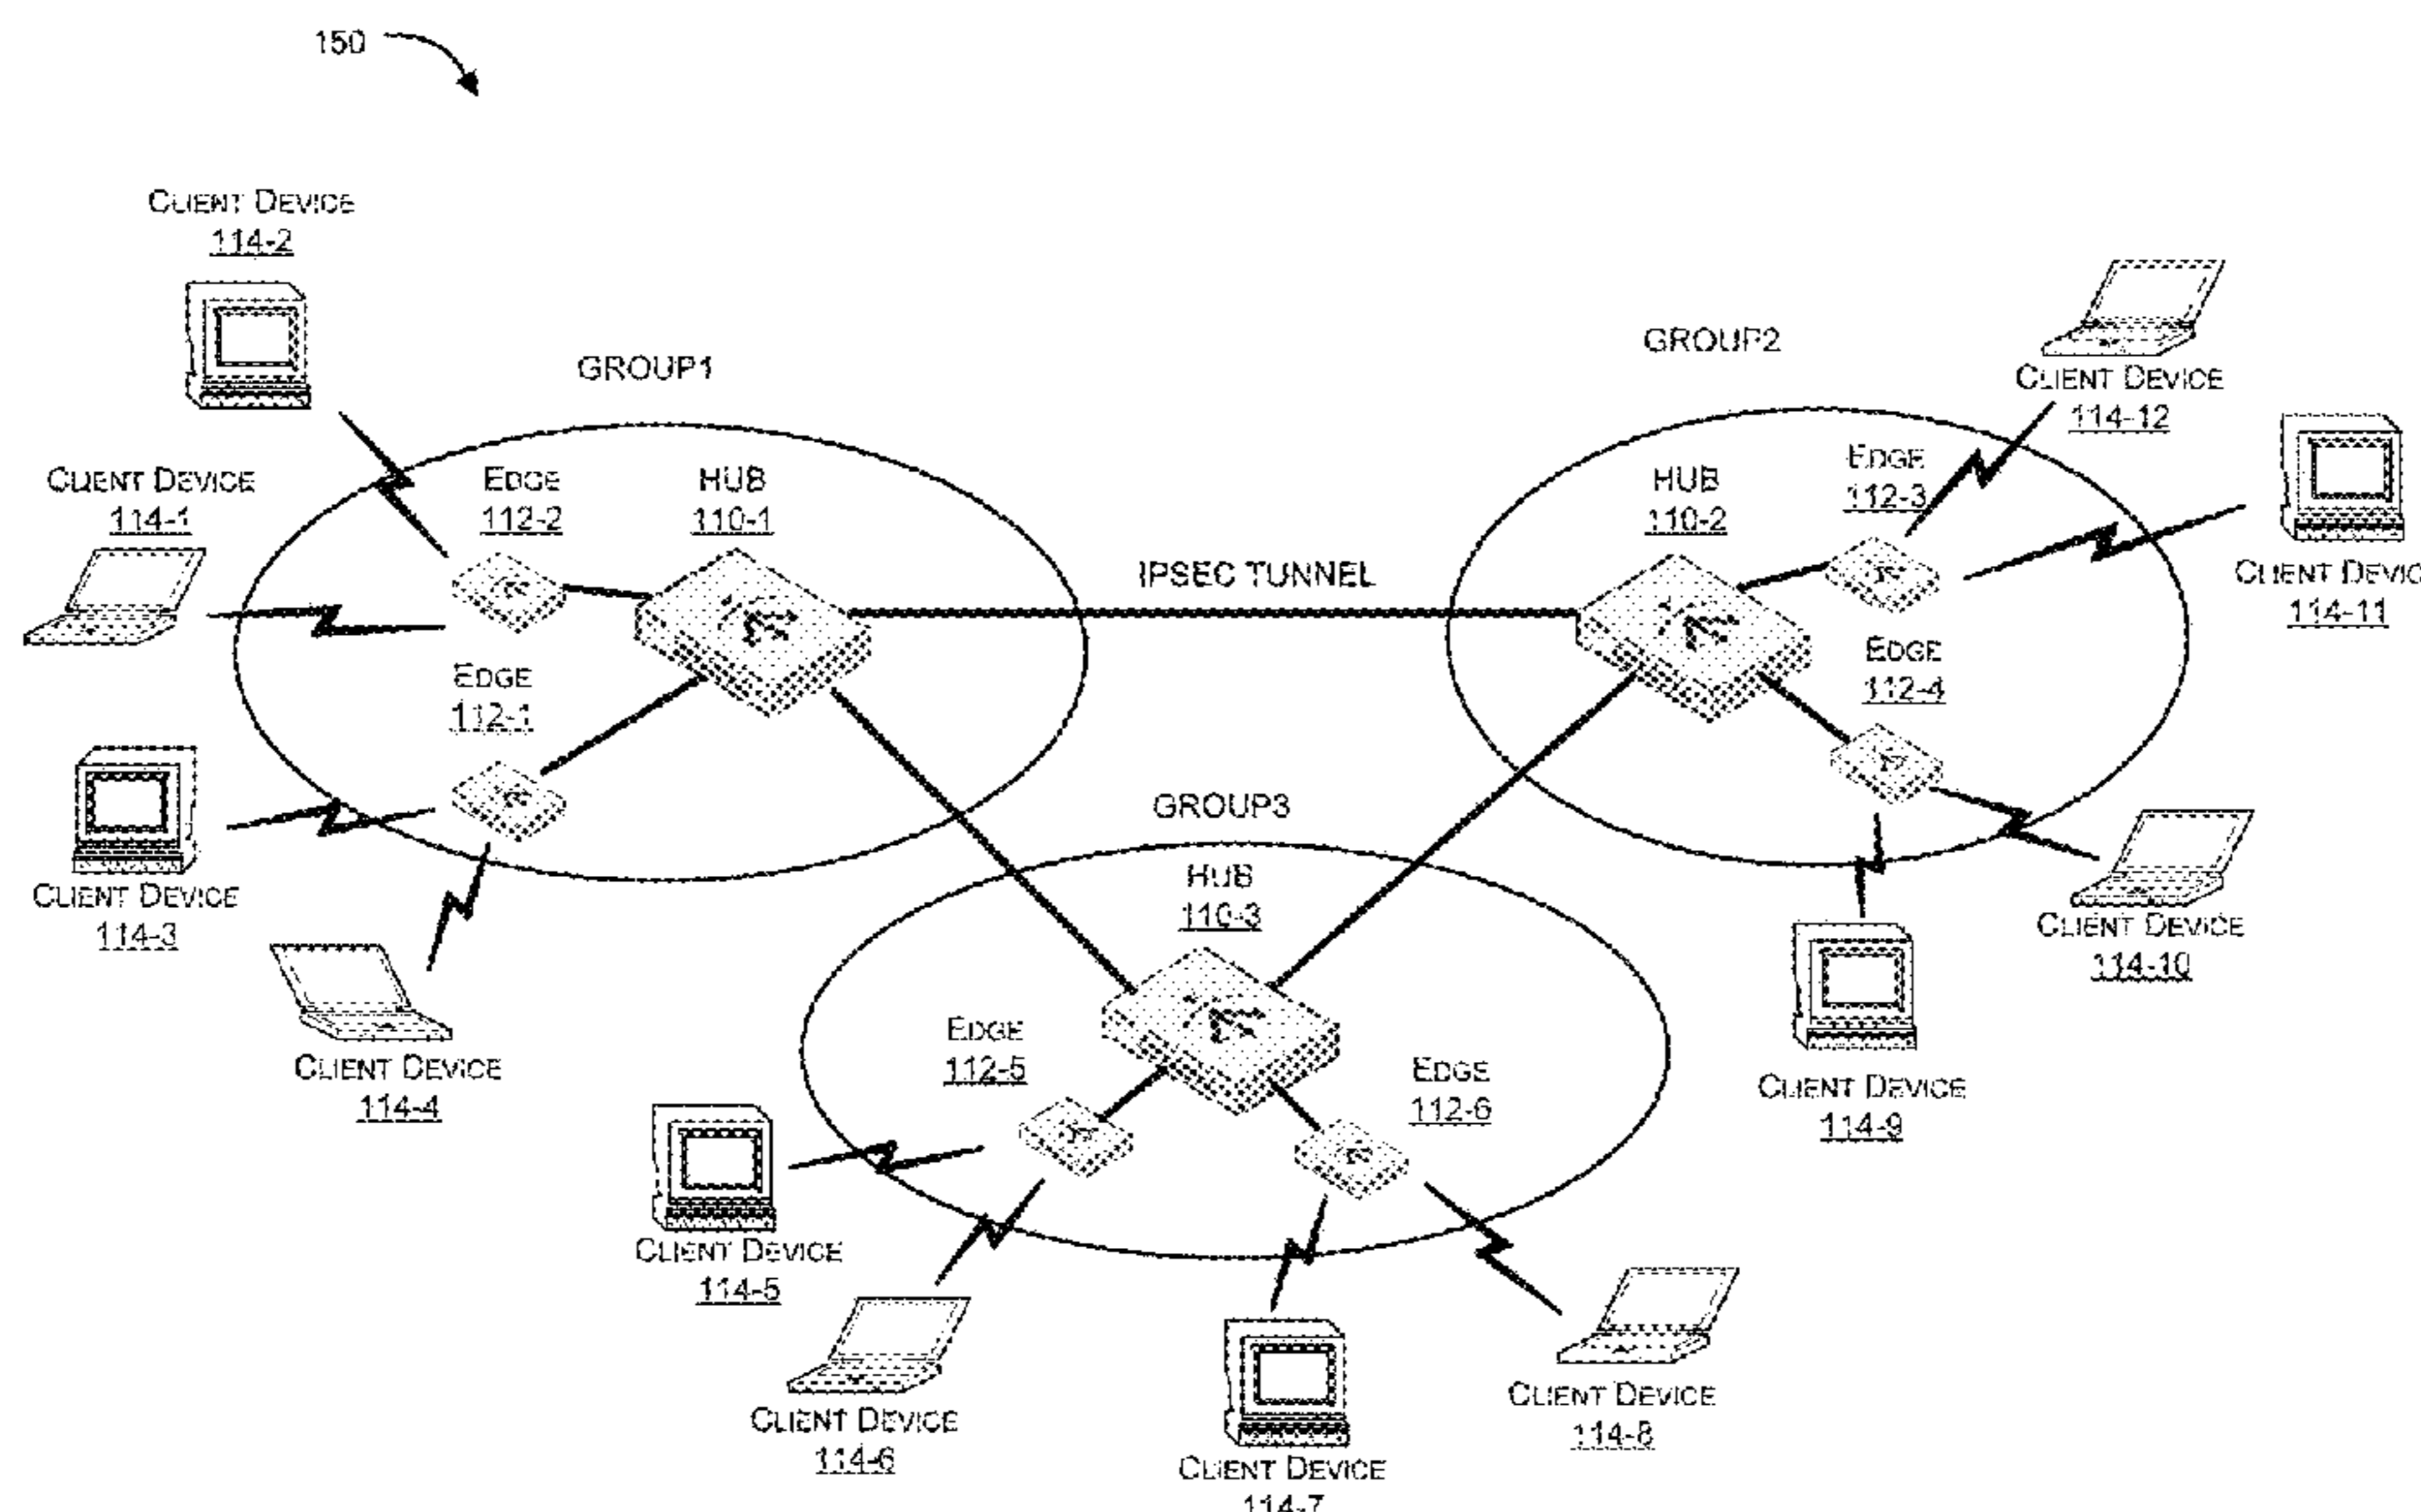 150
CLIENT DEVICE
114-2
GROUP1
GROUP2
CLIENT DEVICE
114-12
CLIENT DEVICE
114-1
EDGE
112-2
HUB
110-1
IPSEC TUNNEL
HUB
110-2
EDGE
112-3
CLIENT DEVIC
114-11
EDGE
112-1
EDGE
112-4
CLIENT DEVICE
114-3
GROUP3
HUB
110-3
CLIENT DEVICE
114-10
CLIENT DEVICE
114-4
EDGE
112-5
EDGE
112-6
CLIENT DEVICE
114-9
CLIENT DEVICE
114-5
CLIENT DEVICE
114-6
CLIENT DEVICE
114-8
CLIENT DEVICE
114-7